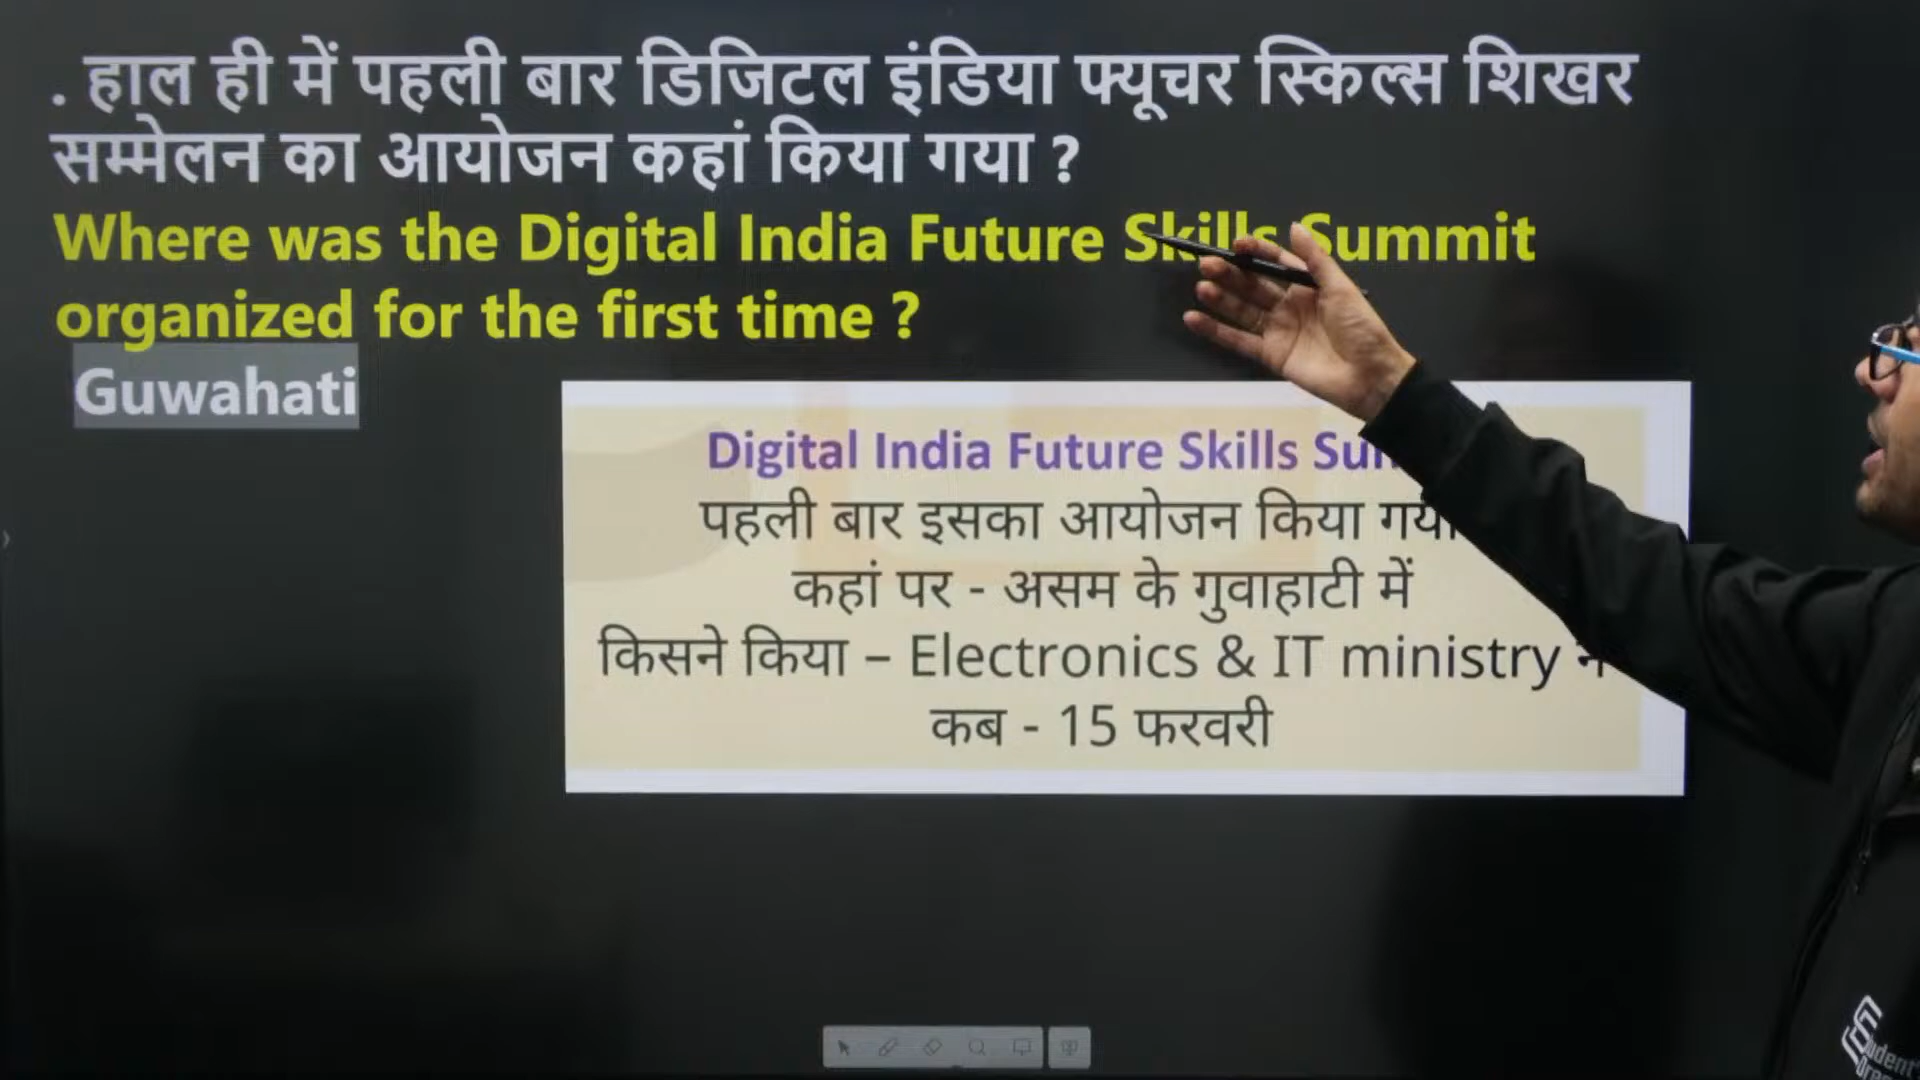 . हाल ही में पहली बार डिजिटल इंडिया फ्यूचर स्किल्स शिखर
सम्मेलन का आयोजन कहां किया गया ?
Where was the Digital India Future Skills Summit
organized for the first time ?
Guwahati
Digital India Future Skills
पहली बार इसका आयोजन किया
कहां पर - असम के गुवाहाटी में
किसने किया – Electronics & IT ministry
कब - 15 फरवरी